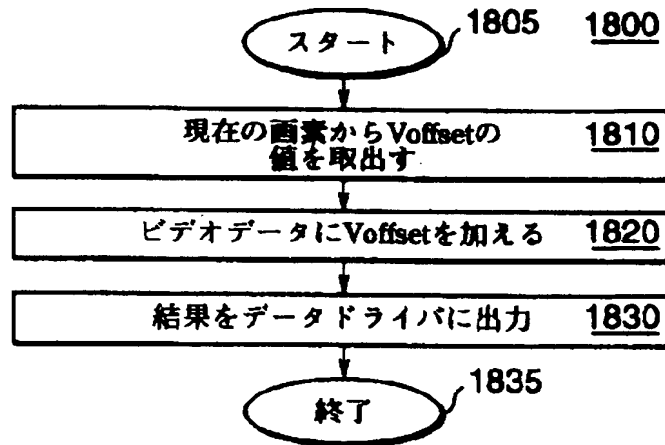 スタート 1805 1800
現在の画素からVoffsetの 1810
値を取出す
ビデオデータにVoffsetを加える 1820
結果をデータドライバに出力 1830
終了 1835